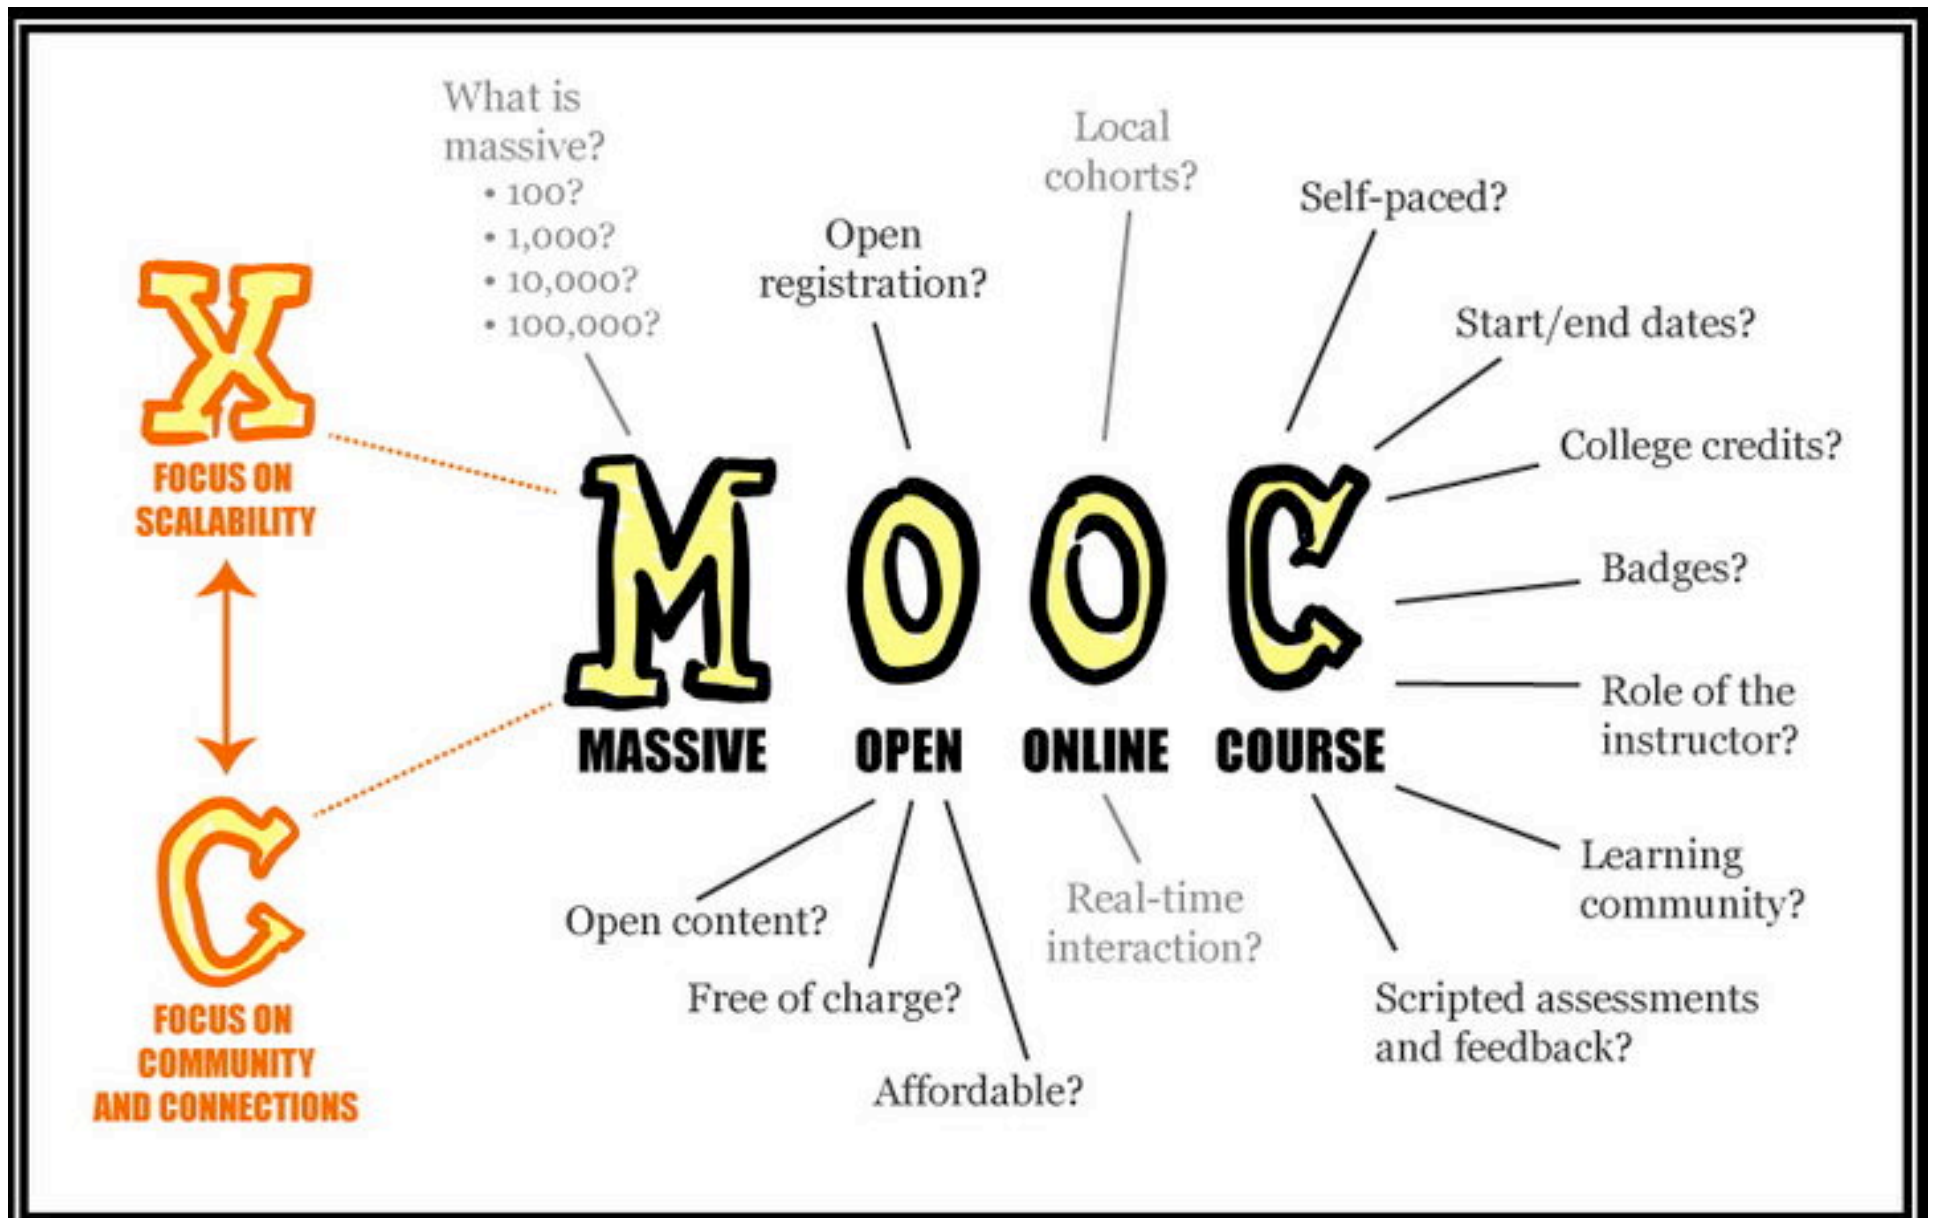 What is
massive?
• 100?
• 1,000?
• 10,000?
• 100,000?
Open
registration?
Local
cohorts?
Self-paced?
Start/end dates?
College credits?
Badges?
Role of the
instructor?
Learning
community?
Scripted assessments
and feedback?
X
FOCUS ON
SCALABILITY
C
FOCUS ON
COMMUNITY
AND CONNECTIONS
MOOC
MASSIVE OPEN ONLINE COURSE
Open content?
Free of charge?
Affordable?
Real-time
interaction?